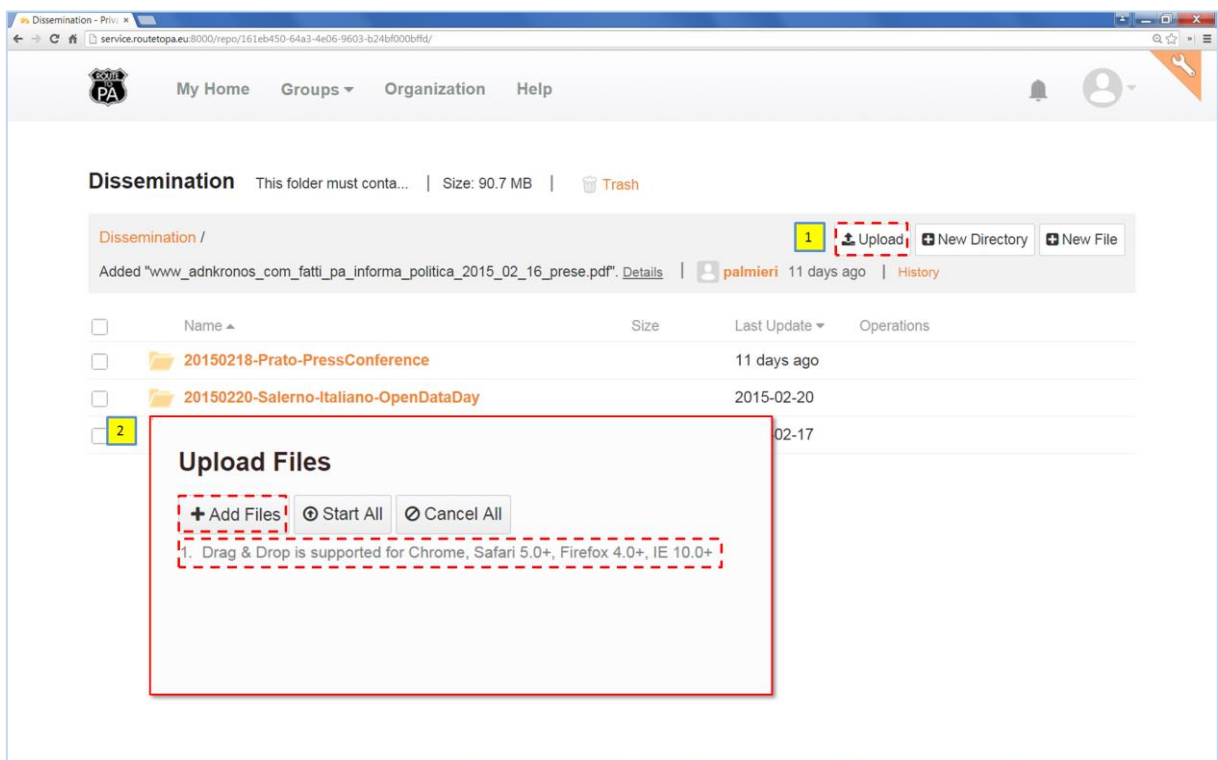 Dissemination - Priva
service.routetopa.eu:8000/repo/161eb450-64a3-4e06-9603-b24bf000bffd/
ROUTE TO PA
My Home Groups Organization Help
Dissemination This folder must conta... | Size: 90.7 MB | Trash
Dissemination / 1 Upload New Directory New File
Added "www_adnkronos_com_fatti_pa_informa_politica_2015_02_16_prese.pdf". Details | palmieri 11 days ago | History
Name Size Last Update Operations
20150218-Prato-PressConference 11 days ago
20150220-Salerno-Italiano-OpenDataDay 2015-02-20
2 -02-17
Upload Files
Add Files Start All Cancel All
1. Drag & Drop is supported for Chrome, Safari 5.0+, Firefox 4.0+, IE 10.0+